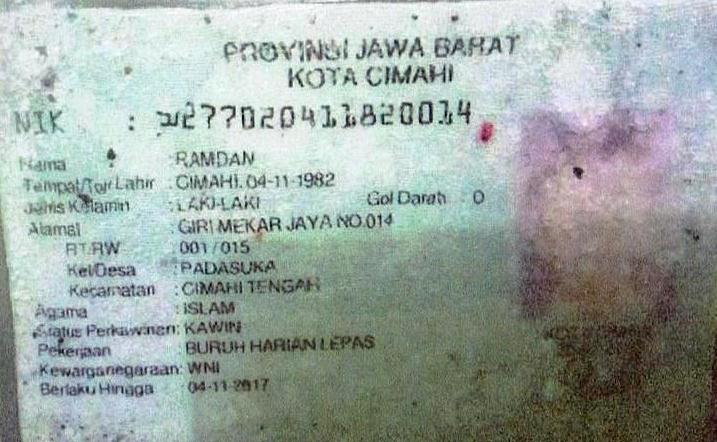 PROVINSI JAWA BARAT
KOTA CIMAHI
NIK : 3277020411820014
Nama : RAMDAN
Tempat/Tgl Lahir : CIMAHI, 04-11-1982
Jenis Kelamin : LAKI-LAKI Gol Darah : O
Alamat : GIRI MEKAR JAYA NO.014
RT/RW : 001 / 015
Kel/Desa : PADASUKA
Kecamatan : CIMAHI TENGAH
Agama : ISLAM
Status Perkawinan: KAWIN
Pekerjaan : BURUH HARIAN LEPAS
Kewarganegaraan: WNI
Berlaku Hingga : 04-11-2017